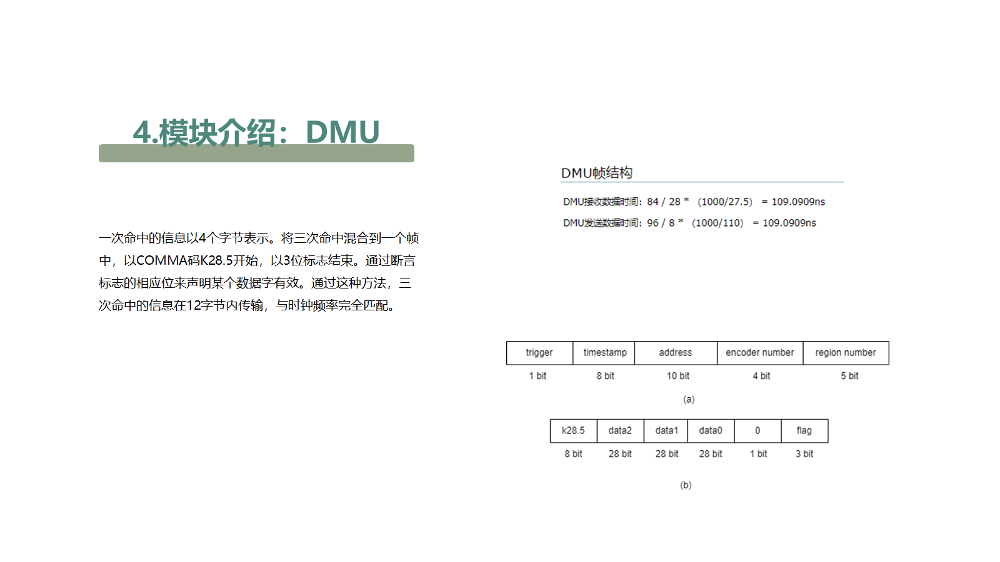 4.模块介绍：DMU
一次命中的信息以4个字节表示。将三次命中混合到一个帧
中，以COMMA码K28.5开始，以3位标志结束。通过断言
标志的相应位来声明某个数据字有效。通过这种方法，三
次命中的信息在12字节内传输，与时钟频率完全匹配。
DMU帧结构
DMU接收数据时间：84 / 28 * （1000/27.5） = 109.0909ns
DMU发送数据时间：96 / 8 * （1000/110） = 109.0909ns
trigger timestamp address encoder number region number
1 bit 8 bit 10 bit 4 bit 5 bit
(a)
k28.5 data2 data1 data0 0 flag
8 bit 28 bit 28 bit 28 bit 1 bit 3 bit
(b)